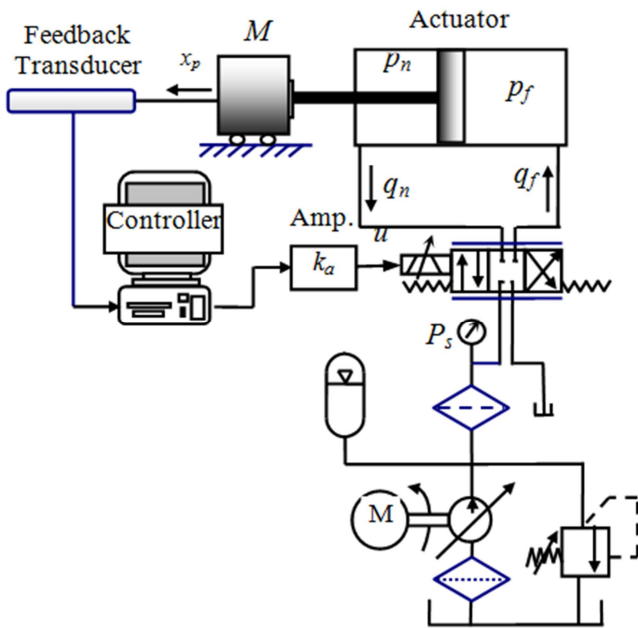 Actuator
Feedback
Transducer
M
x_p
p_n
p_f
q_n
q_f
Controller
Amp.
u
k_a
P_s
M